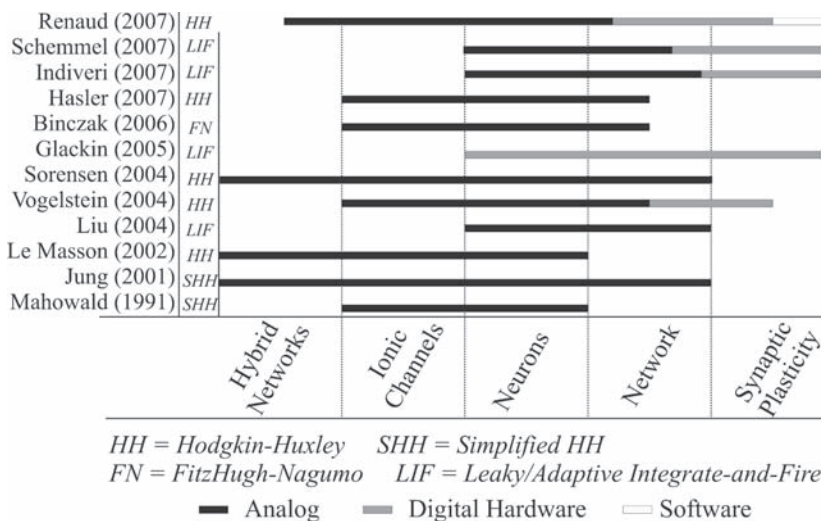 Renaud (2007) HH
Schemmel (2007) LIF
Indiveri (2007) LIF
Hasler (2007) HH
Binczak (2006) FN
Glackin (2005) LIF
Sorensen (2004) HH
Vogelstein (2004) HH
Liu (2004) LIF
Le Masson (2002) HH
Jung (2001) SHH
Mahowald (1991) SHH
Hybrid
Networks
Ionic
Channels
Neurons
Network
Synaptic
Plasticity
HH = Hodgkin-Huxley SHH = Simplified HH
FN = FitzHugh-Nagumo LIF = Leaky/Adaptive Integrate-and-Fire
Analog Digital Hardware Software